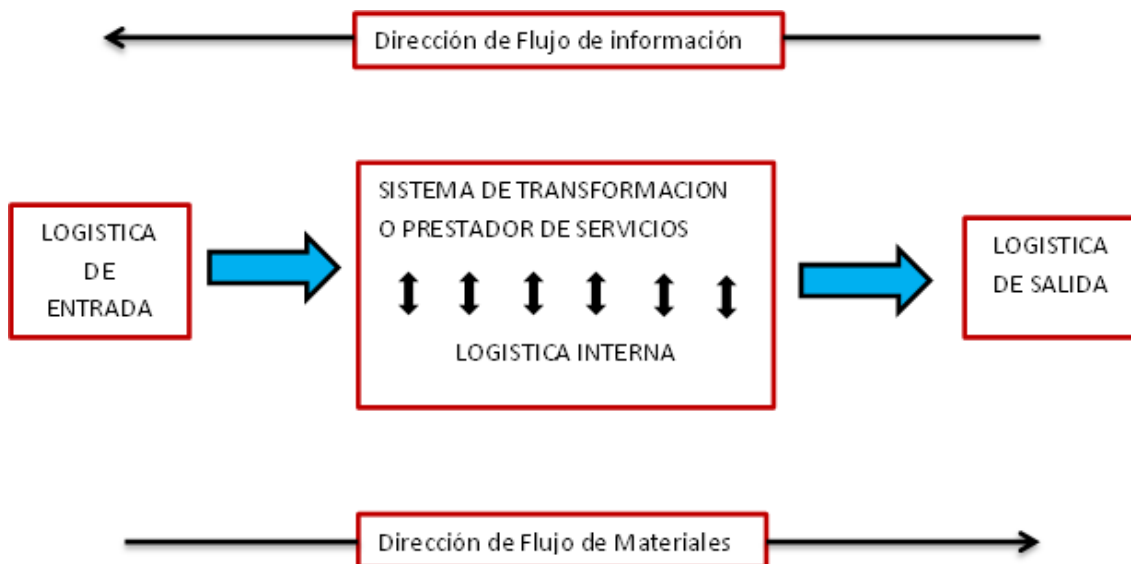 Dirección de Flujo de información
LOGISTICA
DE
ENTRADA
SISTEMA DE TRANSFORMACION
O PRESTADOR DE SERVICIOS
LOGISTICA INTERNA
LOGISTICA
DE SALIDA
Dirección de Flujo de Materiales